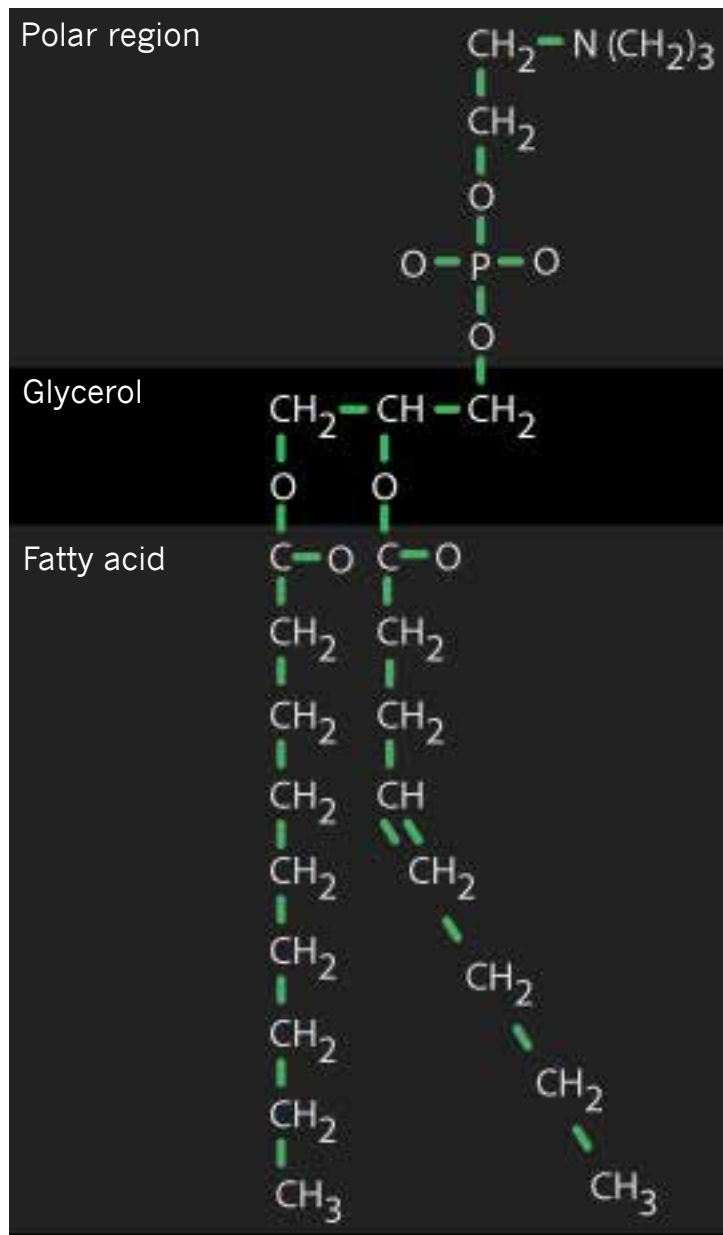 Polar region
CH2 N (CH2)3
CH2
O
O P O
O
Glycerol
CH2 CH CH2
O O
Fatty acid
C O C O
CH2 CH2
CH2 CH2
CH2 CH
CH2 CH2
CH2 CH2
CH2 CH2
CH2
CH3 CH3